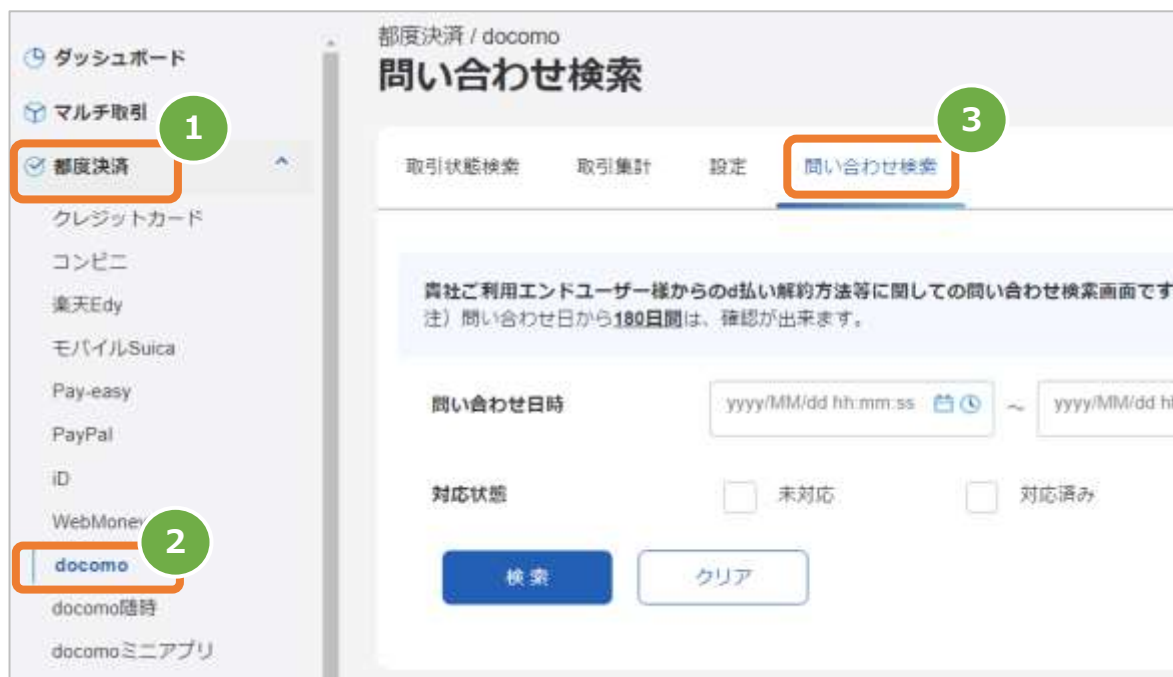 ダッシュボード
マルチ取引
1
都度決済
クレジットカード
コンビニ
楽天Edy
モバイルSuica
Pay-easy
PayPal
iD
WebMoney
2
docomo
docomo随時
docomoミニアプリ
都度決済 / docomo
問い合わせ検索
3
取引状態検索 取引集計 設定 問い合わせ検索
貴社ご利用エンドユーザー様からのd払い解約方法等に関しての問い合わせ検索画面です
注）問い合わせ日から180日間は、確認が出来ます。
問い合わせ日時 yyyy/MM/dd hh:mm:ss ～ yyyy/MM/dd
対応状態 未対応 対応済み
検索 クリア